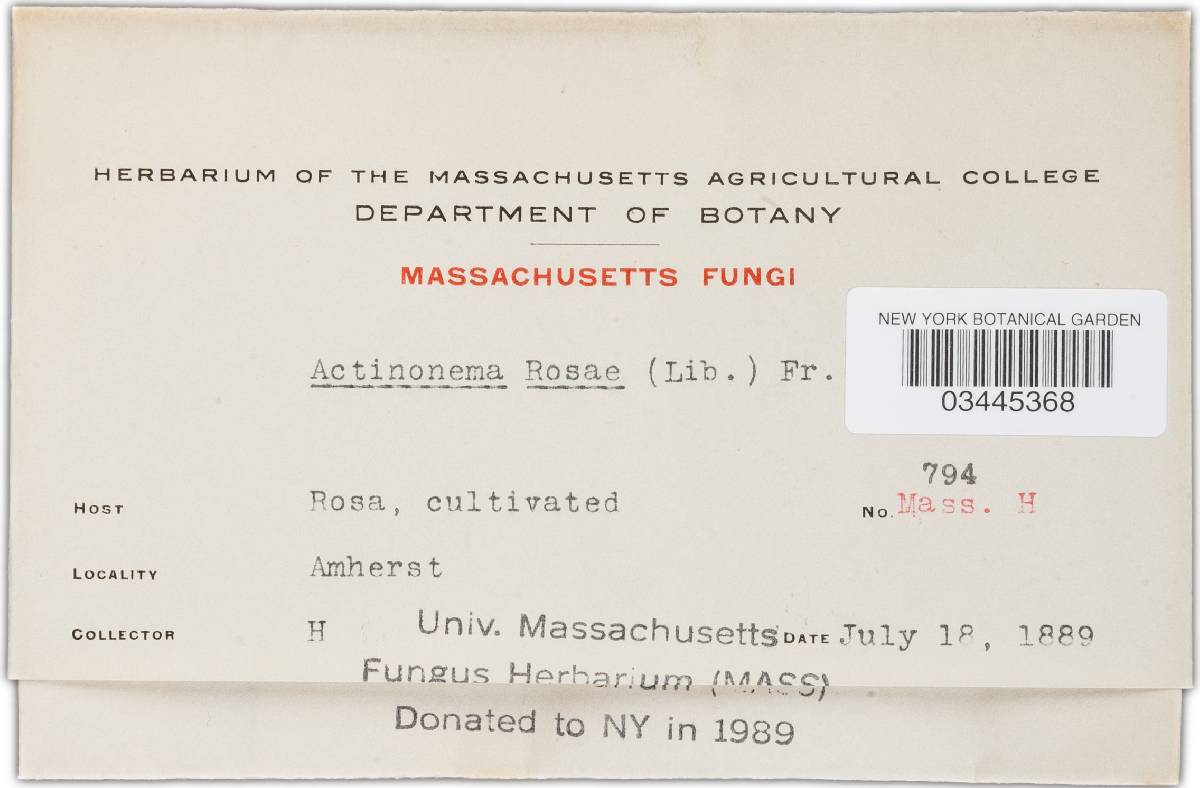 HERBARIUM OF THE MASSACHUSETTS AGRICULTURAL COLLEGE
DEPARTMENT OF BOTANY
MASSACHUSETTS FUNGI
NEW YORK BOTANICAL GARDEN
03445368
Actinonema Rosae (Lib.) Fr.
794
HOST Rosa, cultivated No. Mass. H
LOCALITY Amherst
COLLECTOR H DATE July 18, 1889
Univ. Massachusetts
Fungus Herbarium (MASS)
Donated to NY in 1989